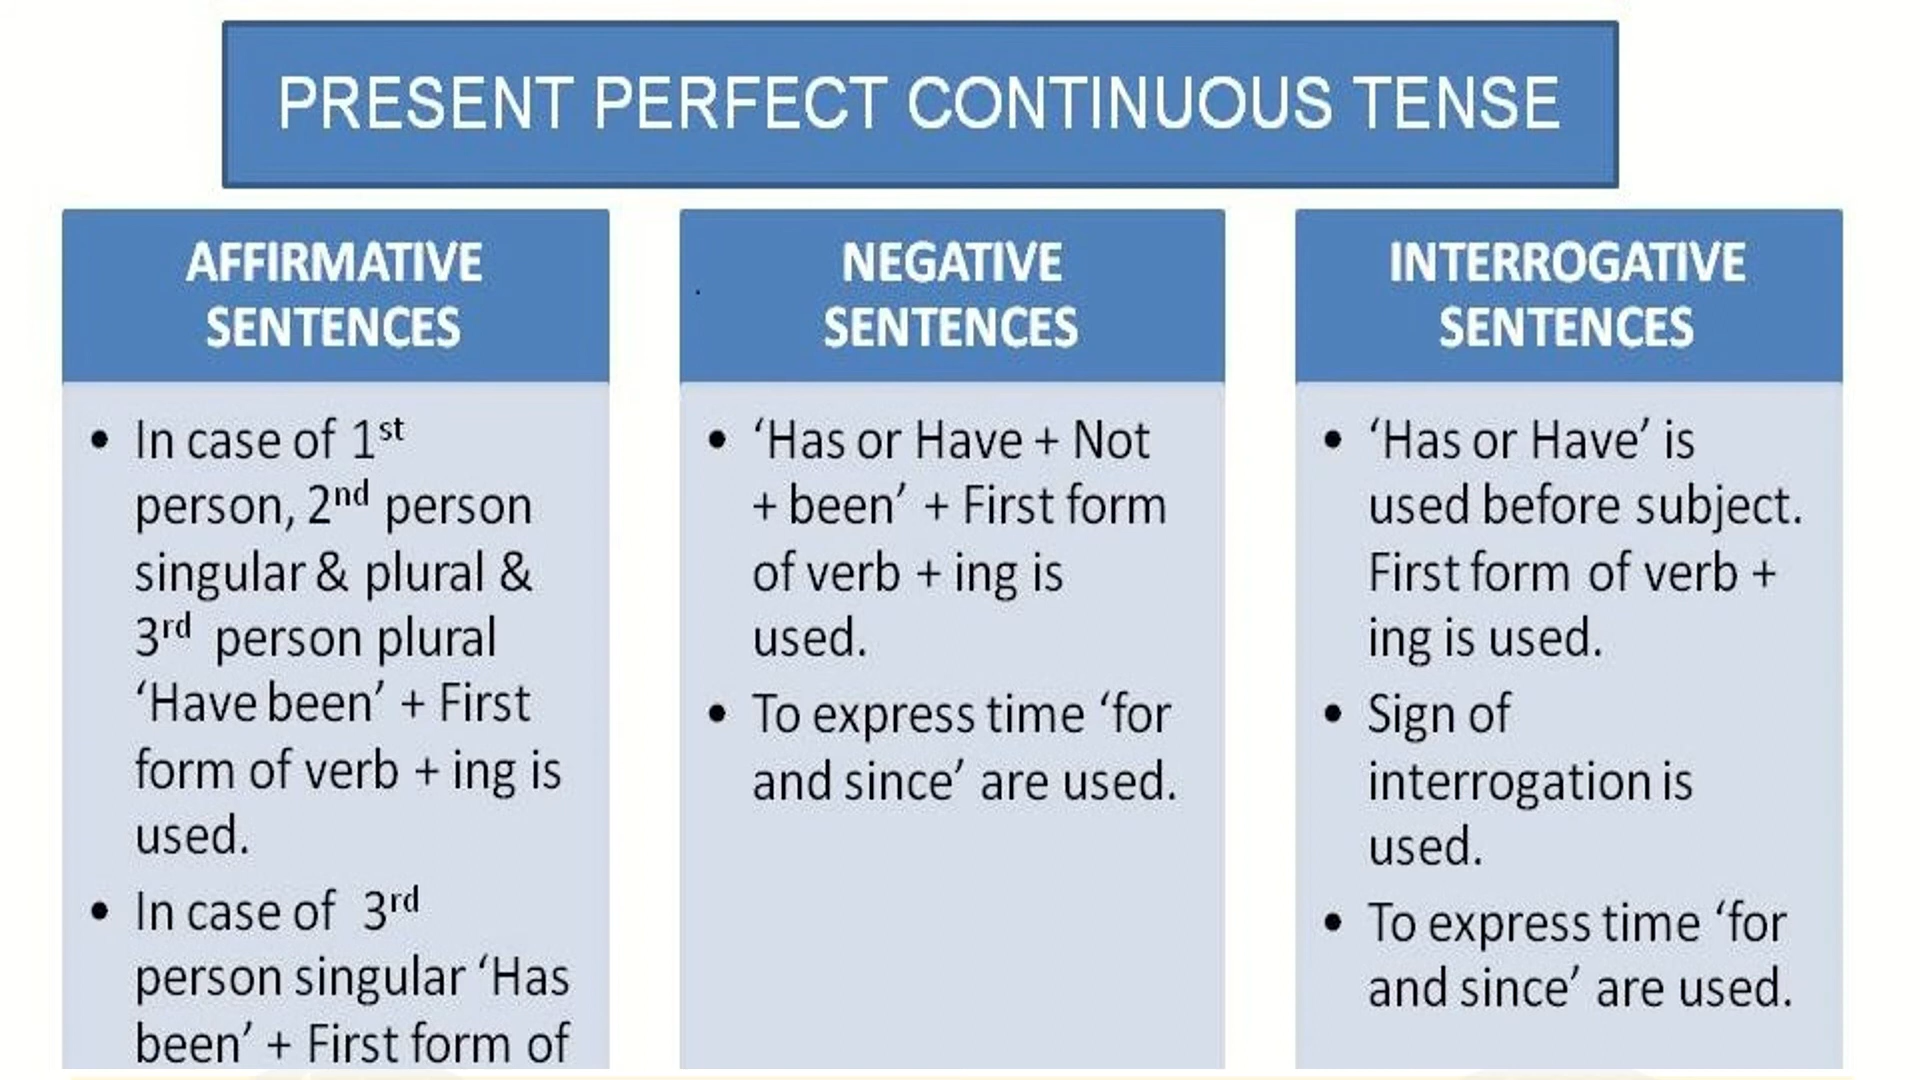 PRESENT PERFECT CONTINUOUS TENSE
AFFIRMATIVE
SENTENCES
• In case of 1st
person, 2nd person
singular & plural &
3rd person plural
‘Have been’ + First
form of verb + ing is
used.
• In case of 3rd
person singular ‘Has
been’ + First form of
NEGATIVE
SENTENCES
• ‘Has or Have + Not
+ been’ + First form
of verb + ing is
used.
• To express time ‘for
and since’ are used.
INTERROGATIVE
SENTENCES
• ‘Has or Have’ is
used before subject.
First form of verb +
ing is used.
• Sign of
interrogation is
used.
• To express time ‘for
and since’ are used.